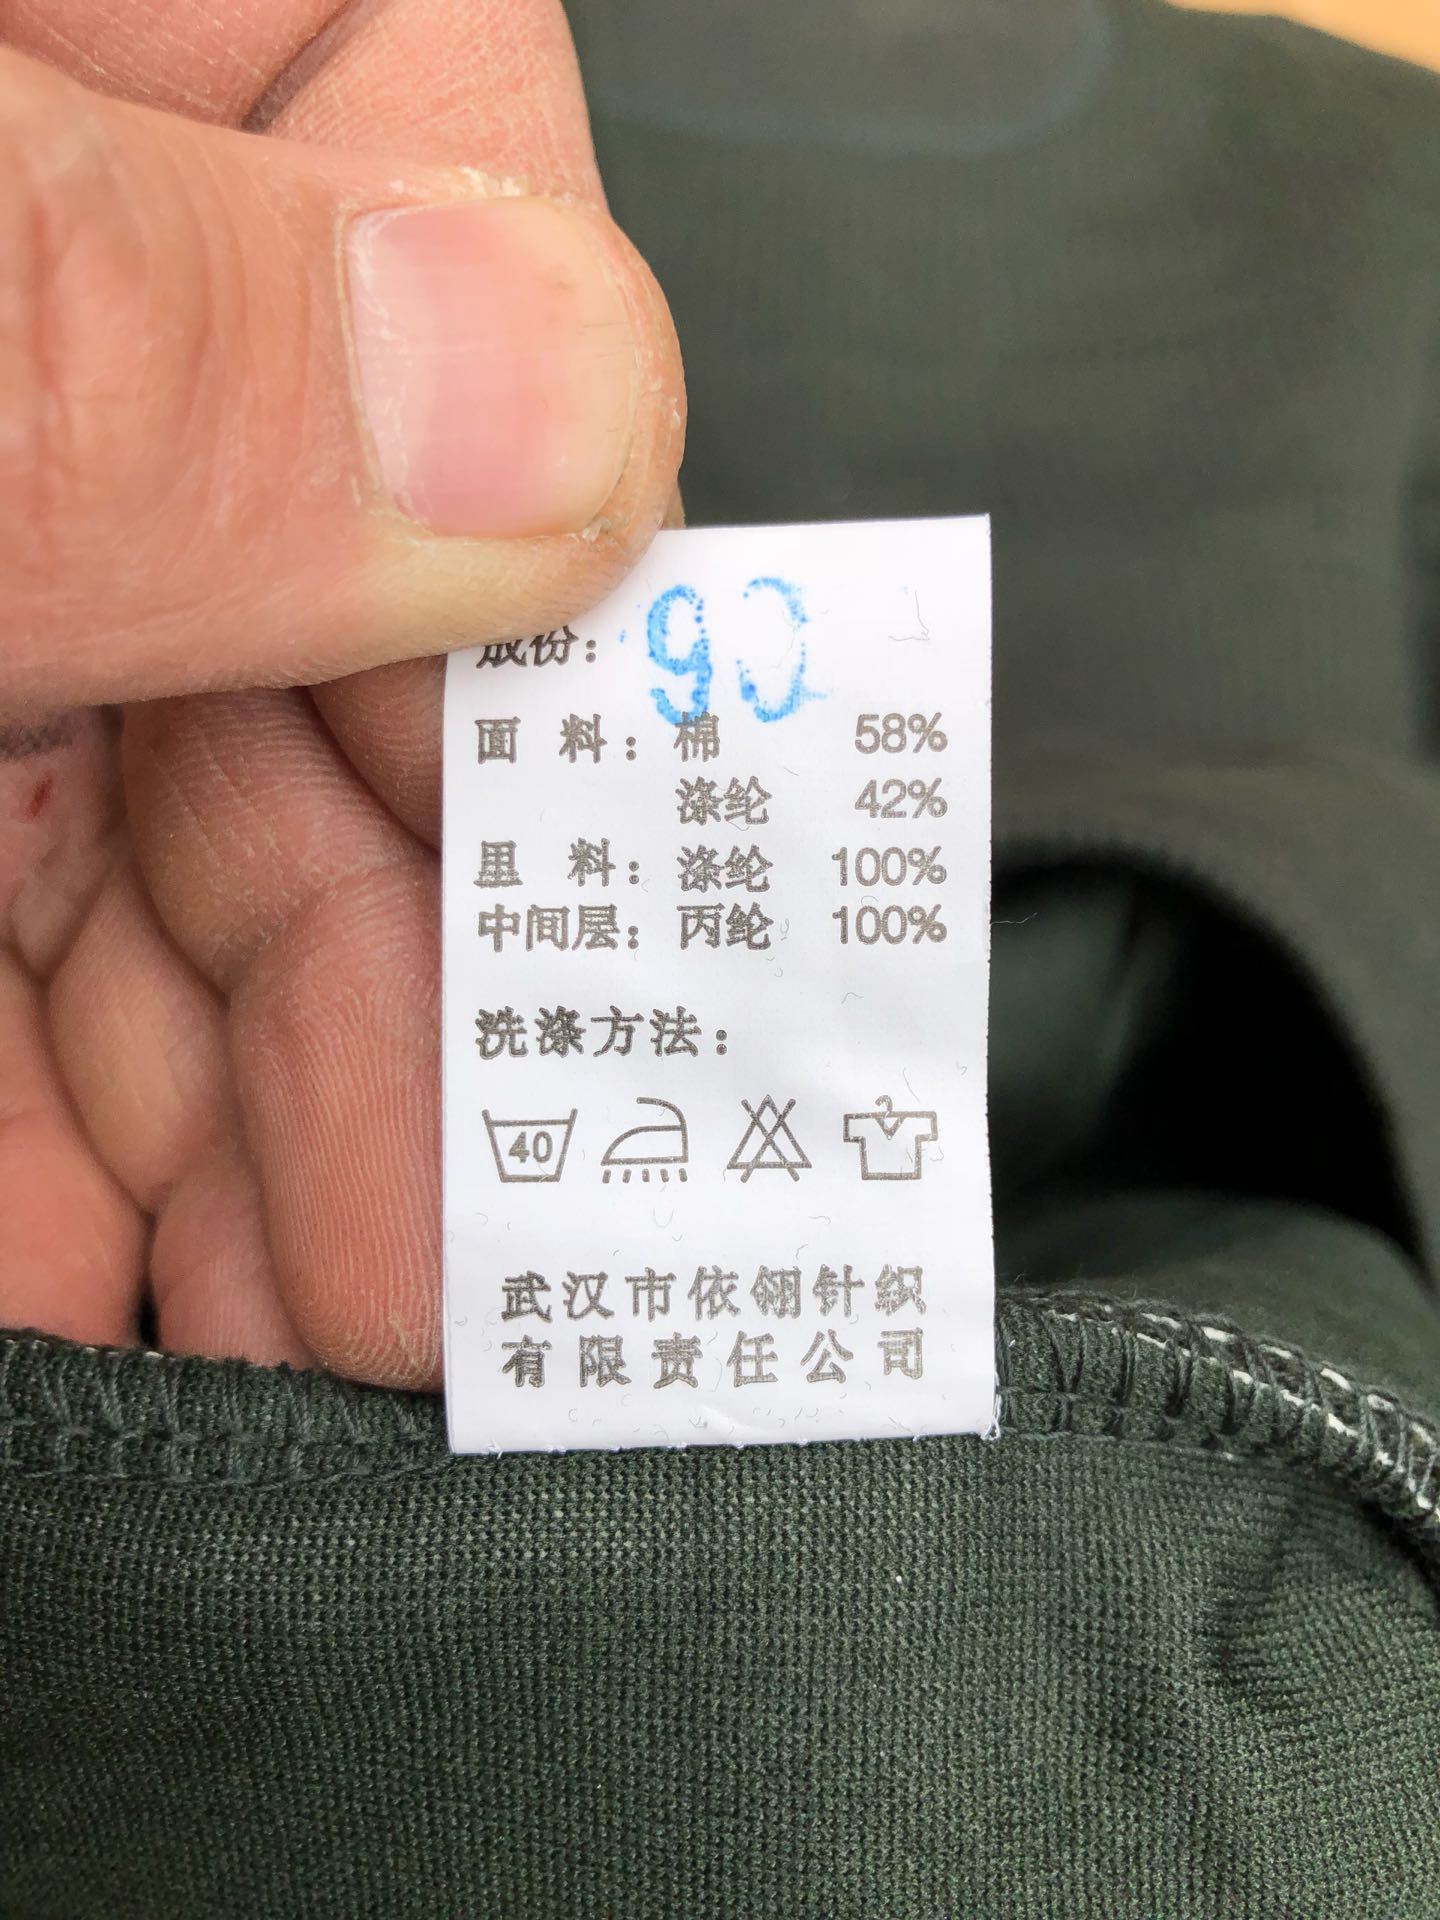 成份：
面 料：棉 58%
涤纶 42%
里 料：涤纶 100%
中间层：丙纶 100%
洗涤方法：
40
武汉市依翎针织
有限责任公司